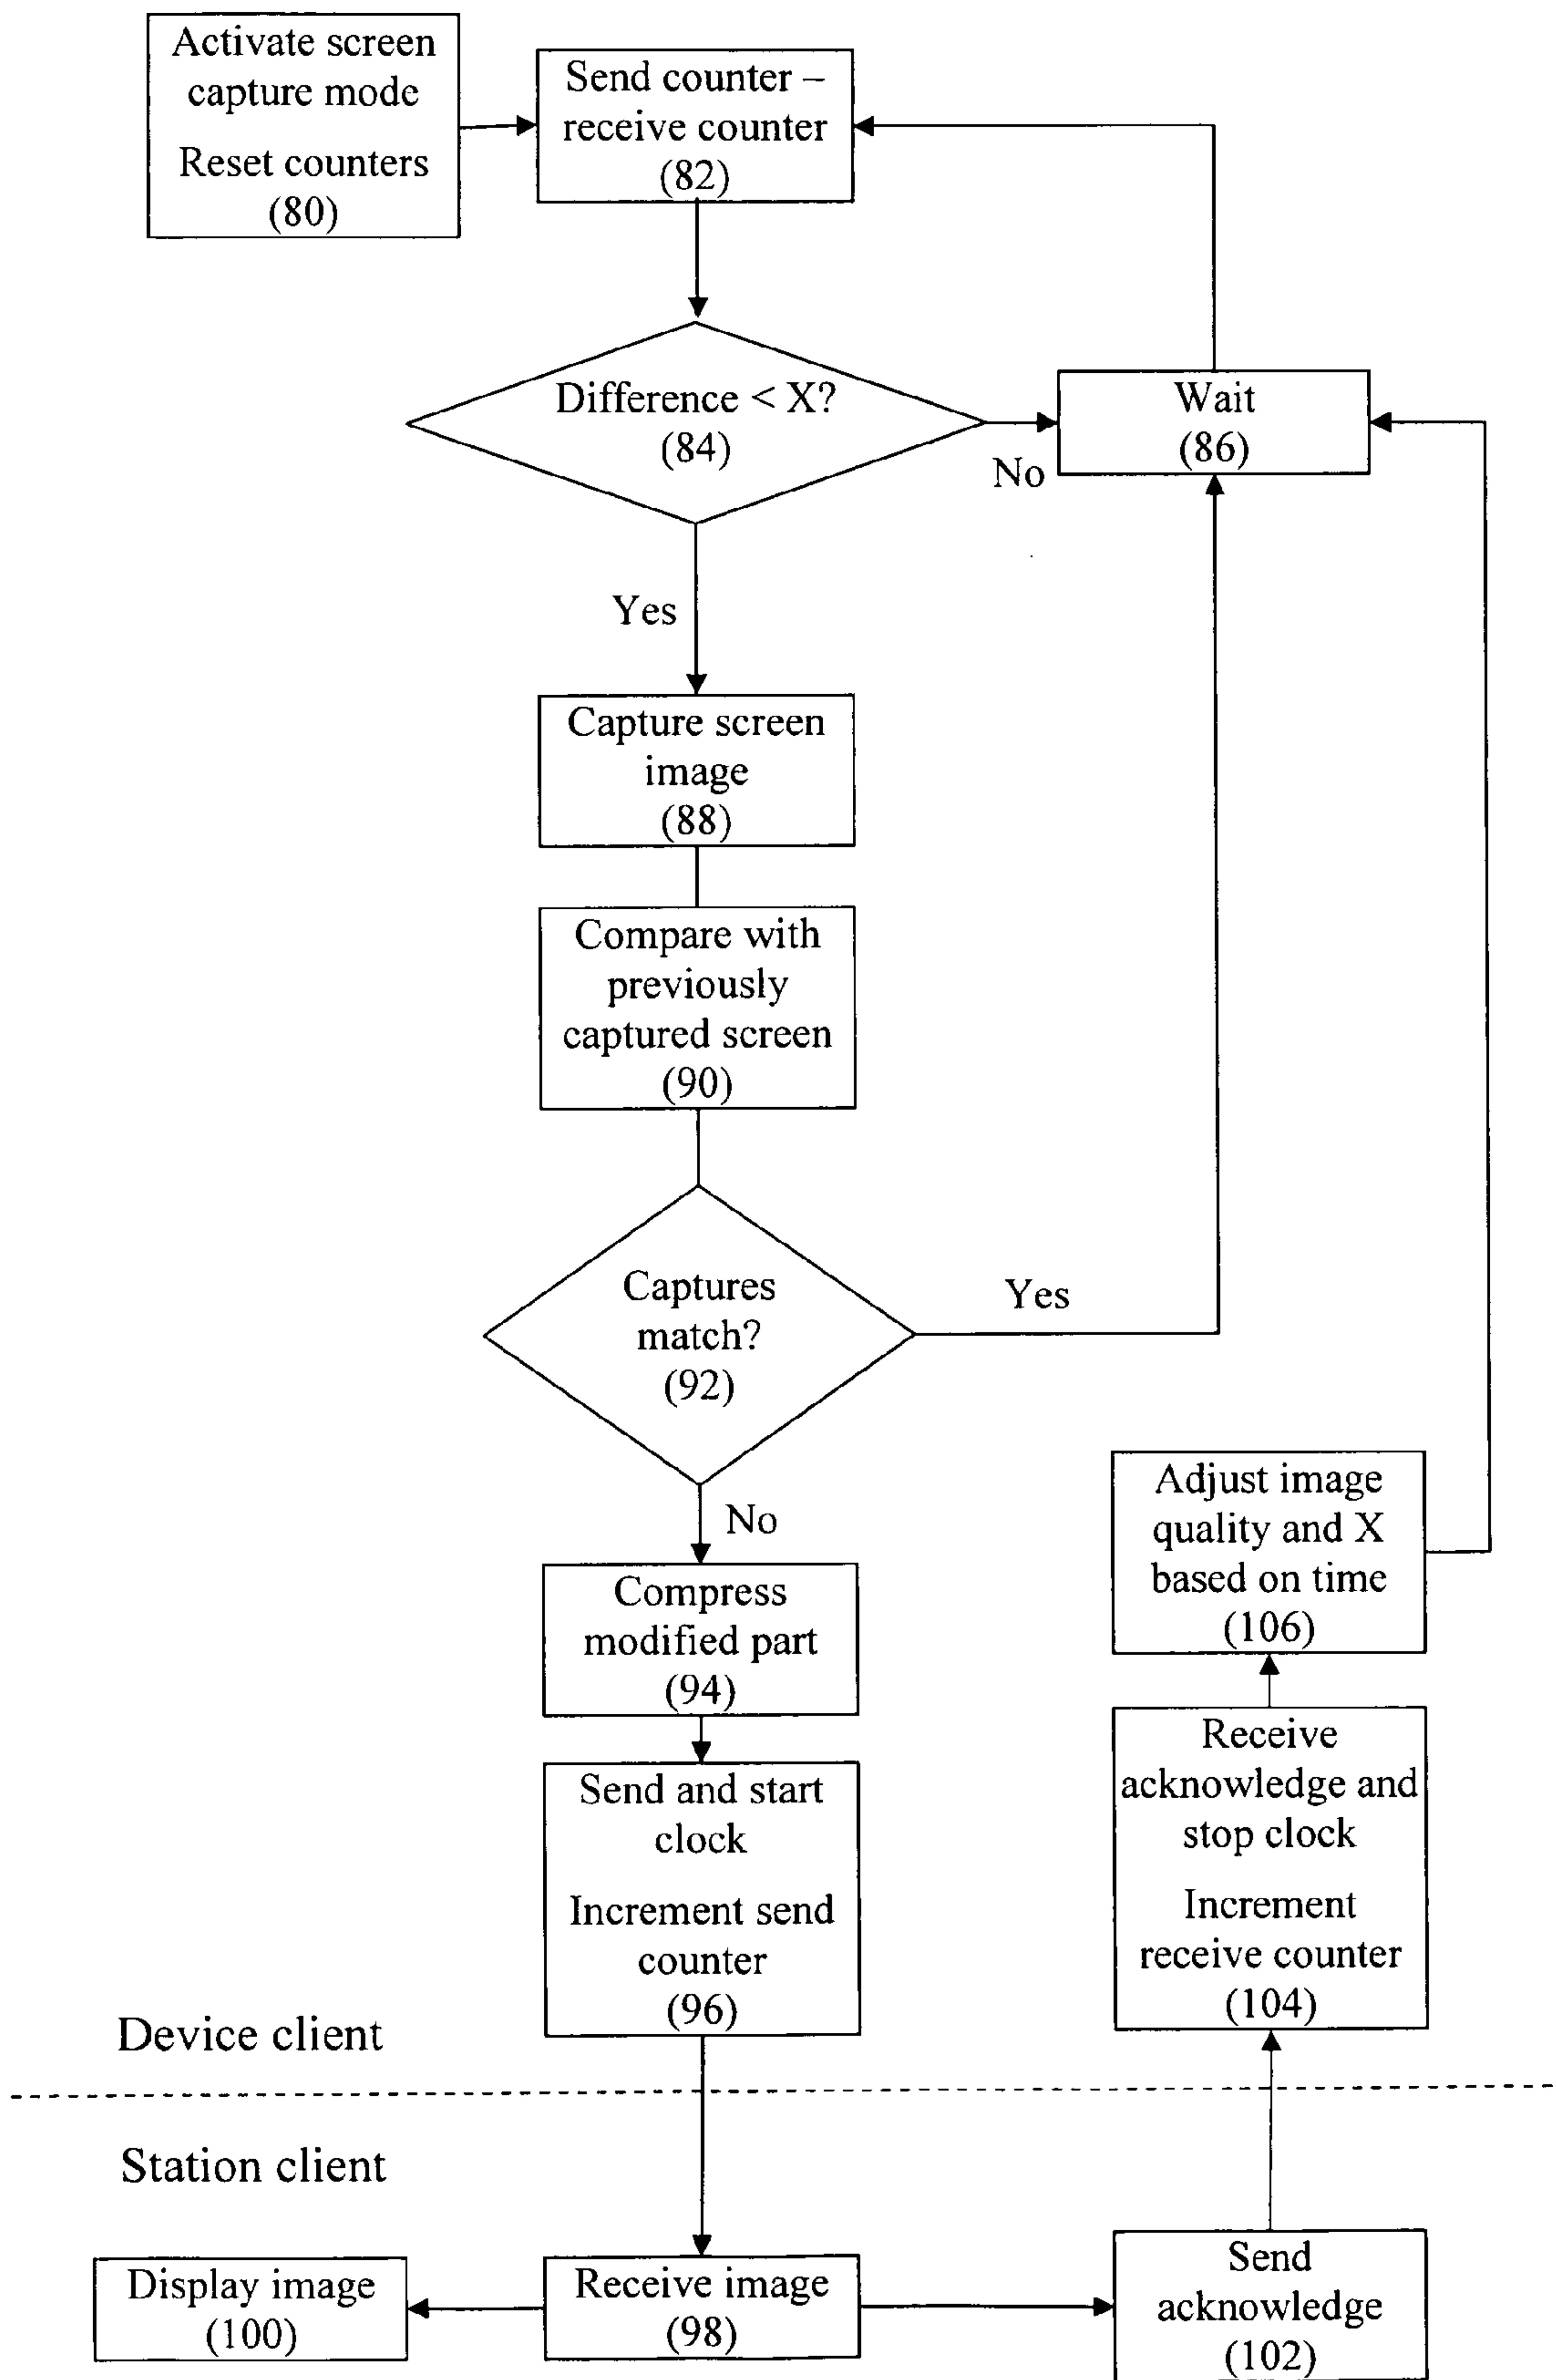 Activate screen
capture mode
Reset counters
(80)
Send counter –
receive counter
(82)
Difference < X?
(84)
No
Wait
(86)
Yes
Capture screen
image
(88)
Compare with
previously
captured screen
(90)
Captures
match?
(92)
Yes
No
Compress
modified part
(94)
Send and start
clock
Increment send
counter
(96)
Adjust image
quality and X
based on time
(106)
Receive
acknowledge and
stop clock
Increment
receive counter
(104)
Device client
Station client
Display image
(100)
Receive image
(98)
Send
acknowledge
(102)